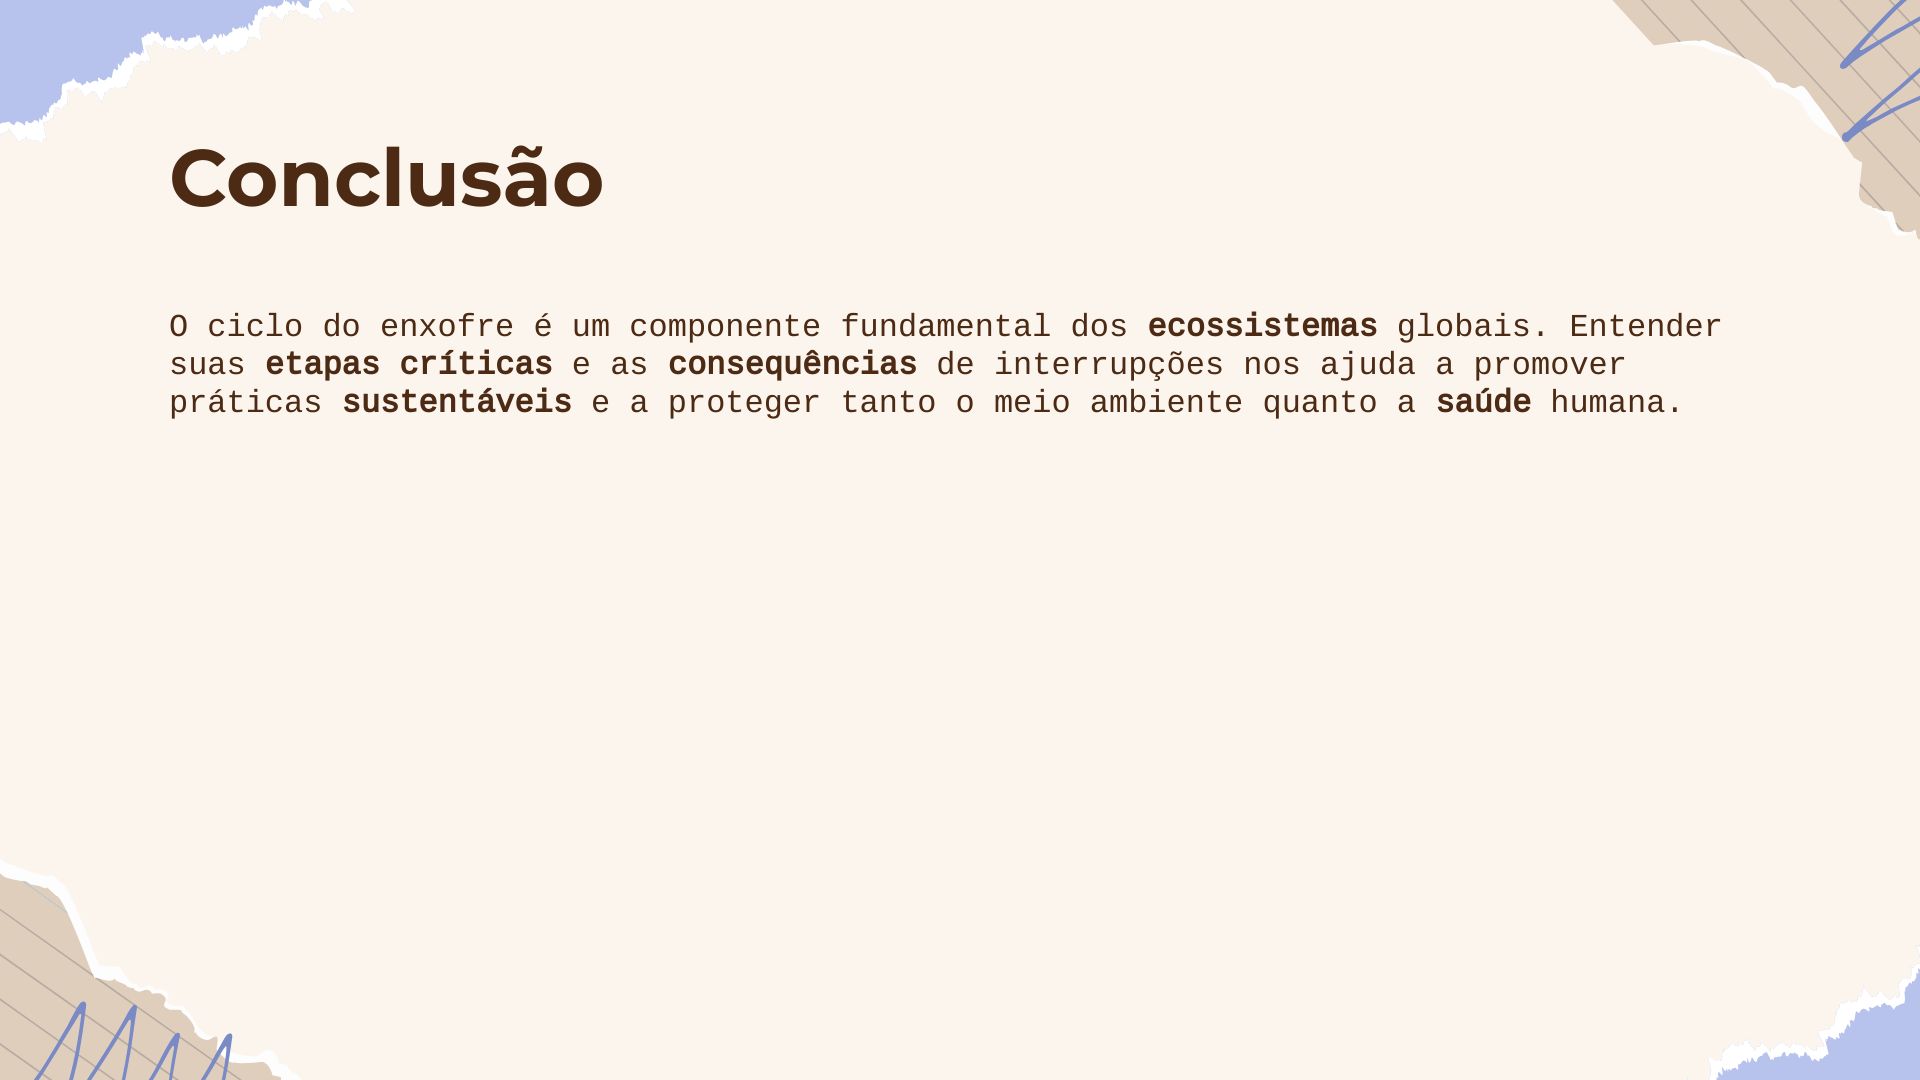 Conclusão
O ciclo do enxofre é um componente fundamental dos ecossistemas globais. Entender
suas etapas críticas e as consequências de interrupções nos ajuda a promover
práticas sustentáveis e a proteger tanto o meio ambiente quanto a saúde humana.